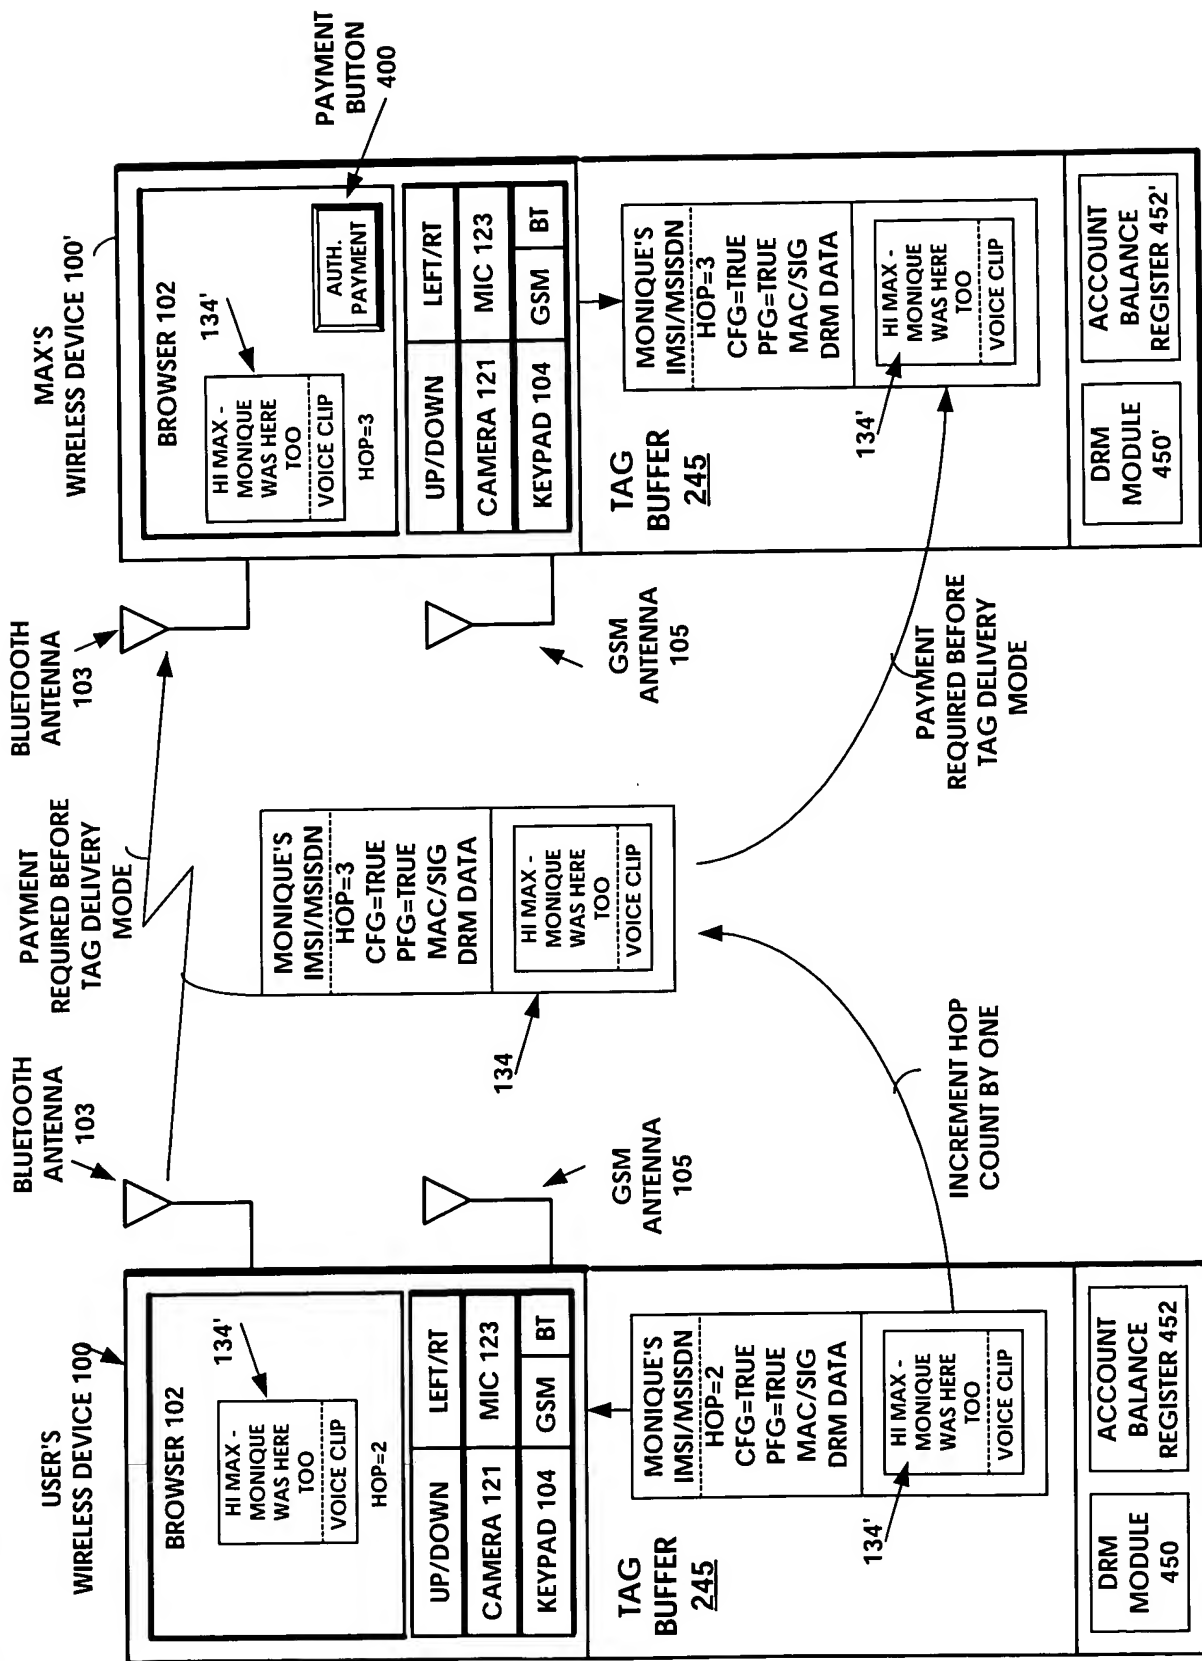 USER'S
WIRELESS DEVICE 100
BROWSER 102
134'
HI MAX -
MONIQUE
WAS HERE
TOO
VOICE CLIP
HOP=2
UP/DOWN
LEFT/RT
CAMERA 121
MIC 123
KEYPAD 104
GSM
BT
TAG
BUFFER
245
MONIQUE'S
IMSI/MSISDN
HOP=2
CFG=TRUE
PFG=TRUE
MAC/SIG
DRM DATA
134'
HI MAX -
MONIQUE
WAS HERE
TOO
VOICE CLIP
DRM
MODULE
450
ACCOUNT
BALANCE
REGISTER 452
BLUETOOTH
ANTENNA
103
GSM
ANTENNA
105
INCREMENT HOP
COUNT BY ONE
PAYMENT
REQUIRED BEFORE
TAG DELIVERY
MODE
MONIQUE'S
IMSI/MSISDN
HOP=3
CFG=TRUE
PFG=TRUE
MAC/SIG
DRM DATA
134
HI MAX -
MONIQUE
WAS HERE
TOO
VOICE CLIP
BLUETOOTH
ANTENNA
103
GSM
ANTENNA
105
PAYMENT
REQUIRED BEFORE
TAG DELIVERY
MODE
MAX'S
WIRELESS DEVICE 100'
BROWSER 102
134'
HI MAX -
MONIQUE
WAS HERE
TOO
VOICE CLIP
HOP=3
AUTH.
PAYMENT
PAYMENT
BUTTON
400
UP/DOWN
LEFT/RT
CAMERA 121
MIC 123
KEYPAD 104
GSM
BT
TAG
BUFFER
245
MONIQUE'S
IMSI/MSISDN
HOP=3
CFG=TRUE
PFG=TRUE
MAC/SIG
DRM DATA
134'
HI MAX -
MONIQUE
WAS HERE
TOO
VOICE CLIP
DRM
MODULE
450'
ACCOUNT
BALANCE
REGISTER 452'